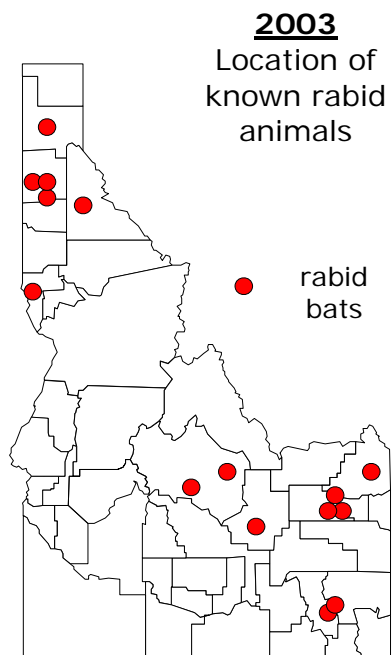 2003
Location of
known rabid
animals
rabid
bats